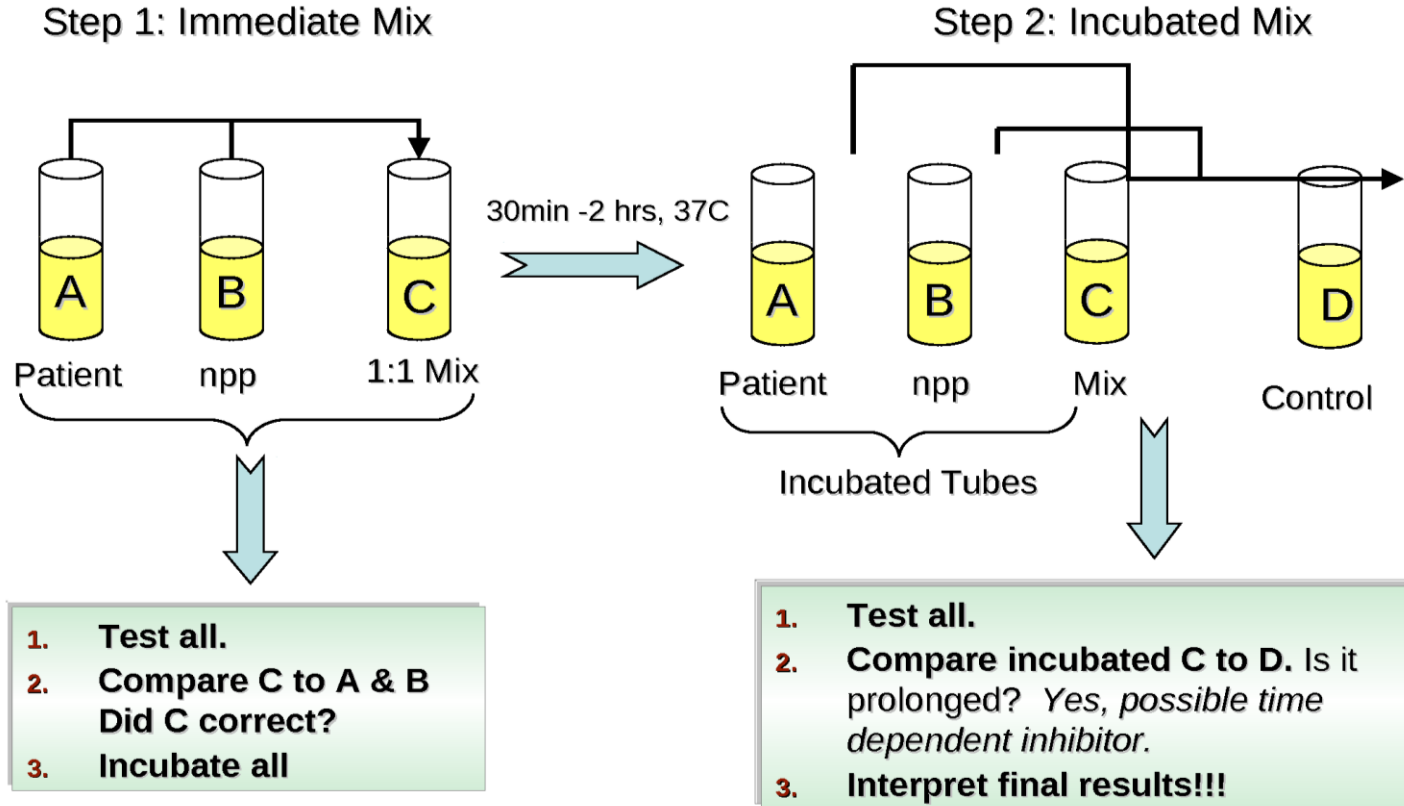 Step 1: Immediate Mix
A
B
C
Patient
npp
1:1 Mix
1. Test all.
2. Compare C to A & B
Did C correct?
3. Incubate all
30min -2 hrs, 37C
Step 2: Incubated Mix
A
B
C
D
Patient
npp
Mix
Control
Incubated Tubes
1. Test all.
2. Compare incubated C to D. Is it
prolonged? Yes, possible time
dependent inhibitor.
3. Interpret final results!!!